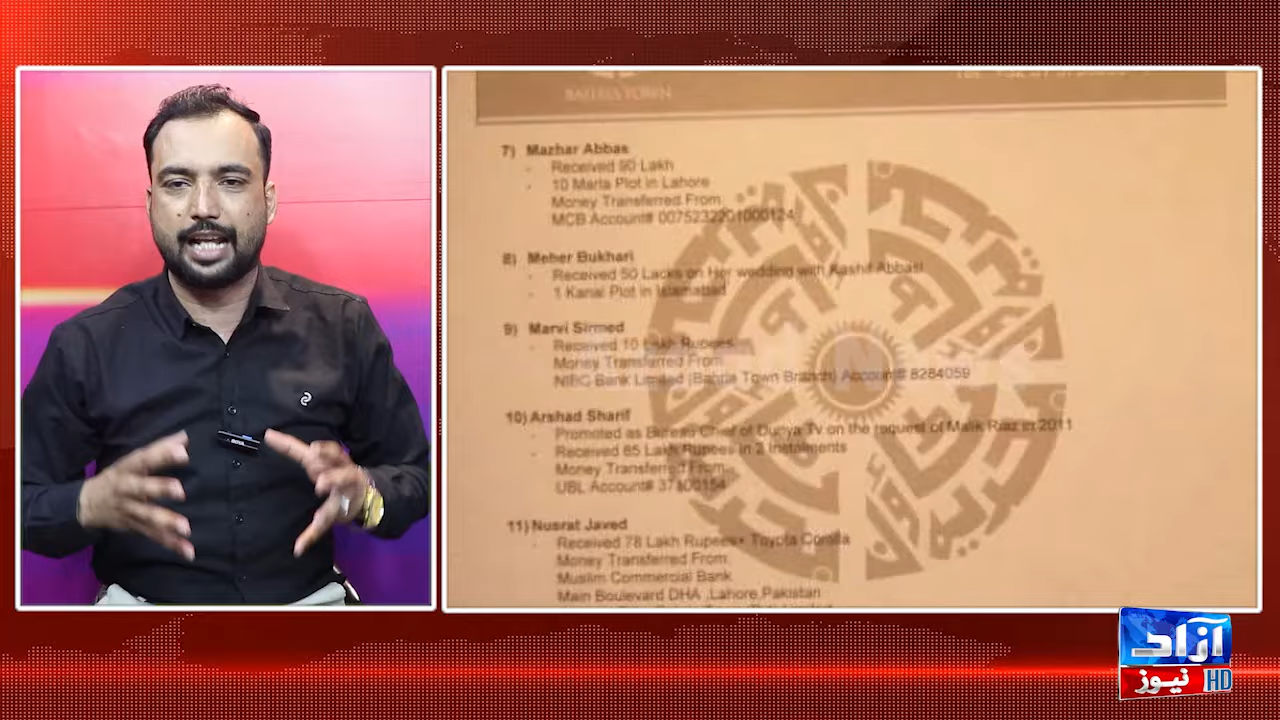 BAHRIA TOWN
7) Mazhar Abbas
- Received 90 Lakh
- 10 Marla Plot in Lahore
Money Transferred From
MCB Account# 0075232201000124
8) Meher Bukhari
- Received 50 Lacks on Her wedding with Kashif Abbasi
- 1 Kanal Plot in Islamabad
9) Marvi Sirmed
- Received 10 Lakh Rupees
Money Transferred From
NIBC Bank Limited (Bahria Town Branch) Account# 8284059
10) Arshad Sharif
- Promoted as Bureau Chief of Dunya Tv on the request of Malik Riaz in 2011
- Received 85 Lakh Rupees in 2 Instalments
Money Transferred From
UBL Account# 37100154
11) Nusrat Javed
- Received 78 Lakh Rupees+ Toyota Corolla
Money Transferred From
Muslim Commercial Bank
Main Boulevard DHA ,Lahore,Pakistan
BOYA
آزاد
نیوز HD